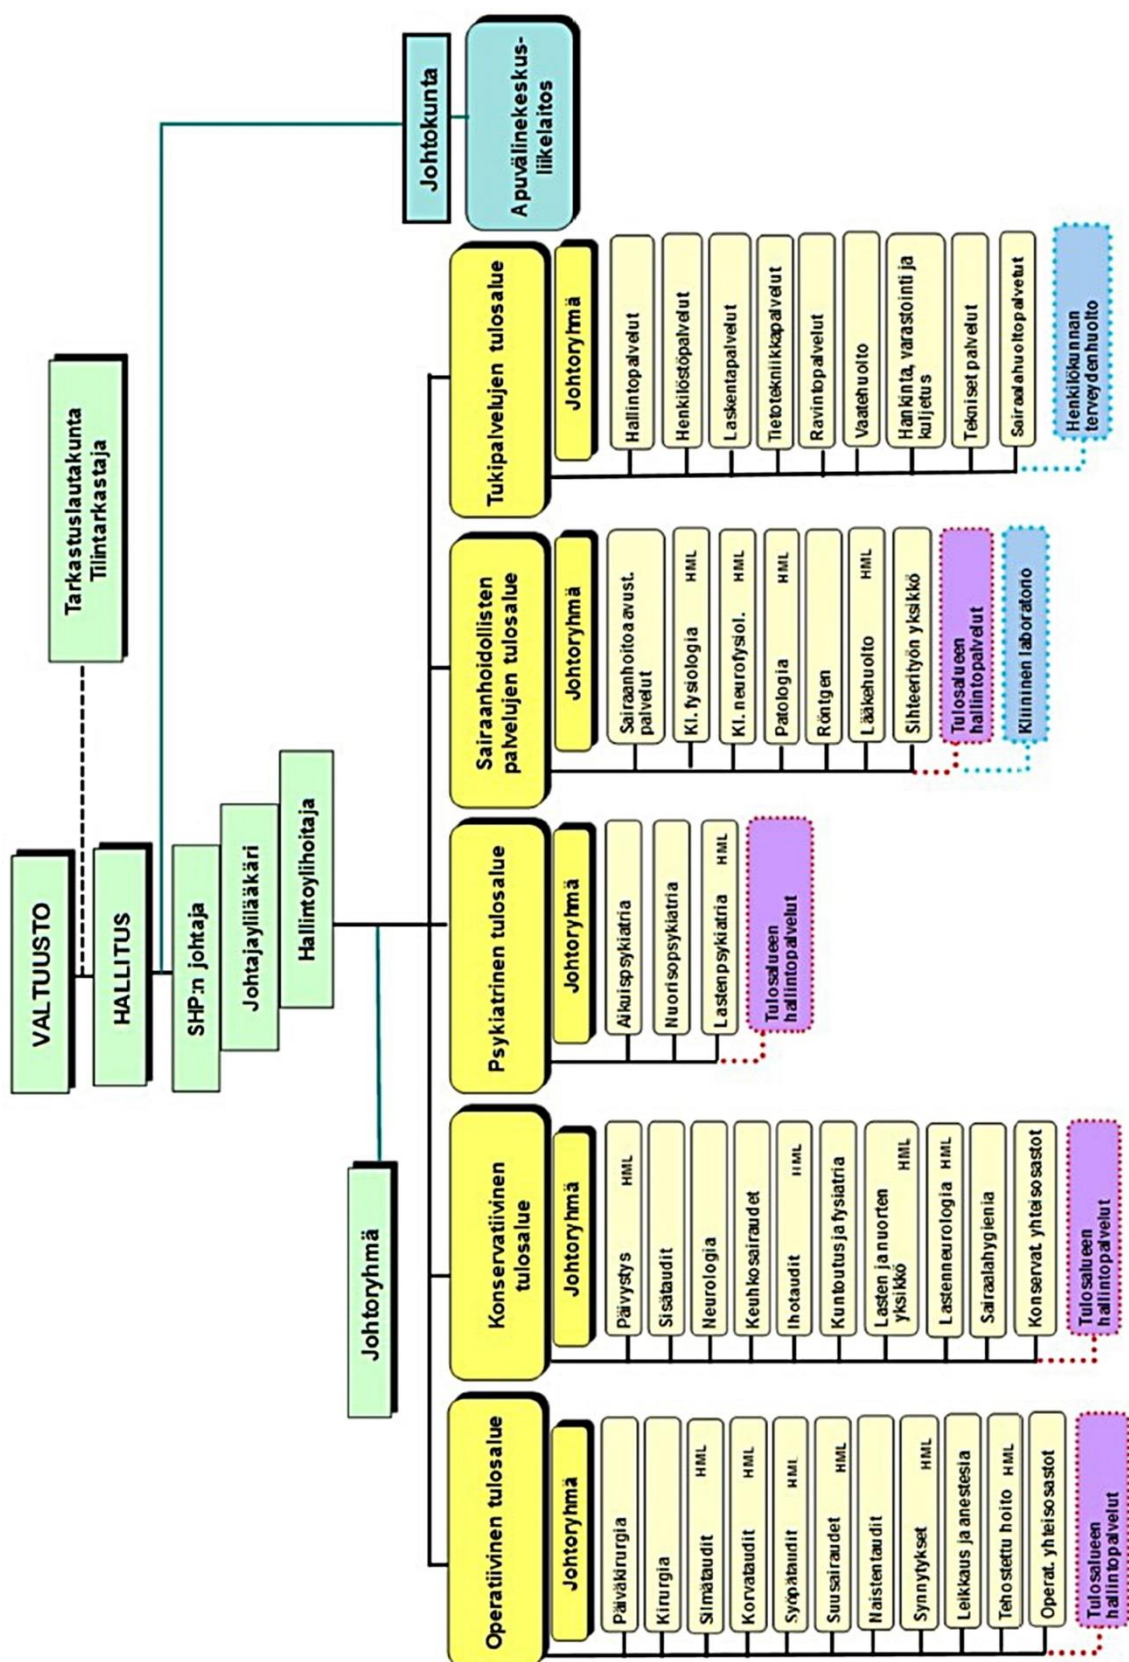 VALTUUSTO
Tarkastuslautakunta
Tilintarkastaja
HALLITUS
SHP:n johtaja
Johtajaylilääkäri
Hallintoylihoitaja
Johtoryhmä
Johtokunta
Apuvälinekeskus-
liikelaitos
Operatiivinen tulosalue
Johtoryhmä
Päiväkirurgia
Kirurgia
Silmätaudit HML
Korvataudit HML
Syöpätaudit HML
Suusairaudet HML
Naistentaudit
Synnytykset HML
Leikkaus ja anestesia
Tehostettu hoito HML
Operat. yhteisosastot
Tulosalueen
hallintopalvelut
Konservatiivinen
tulosalue
Johtoryhmä
Päivystys HML
Sisätaudit
Neurologia
Keuhkosairaudet
Ihotaudit HML
Kuntoutus ja fysiatria
Lasten ja nuorten
yksikkö HML
Lastenneurologia HML
Sairaalahygienia
Konservat. yhteisosastot
Tulosalueen
hallintopalvelut
Psykiatrinen tulosalue
Johtoryhmä
Aikuispsykiatria
Nuorisopsykiatria
Lastenpsykiatria HML
Tulosalueen
hallintopalvelut
Sairaanhoidollisten
palvelujen tulosalue
Johtoryhmä
Sairaanhoitoa avust.
palvelut
Kl. fysiologia HML
Kl. neurofysiol. HML
Patologia HML
Röntgen
Lääkehuolto HML
Sihteerityön yksikkö
Tulosalueen
hallintopalvelut
Kliininen laboratorio
Tukipalvelujen tulosalue
Johtoryhmä
Hallintopalvelut
Henkilöstöpalvelut
Laskentapalvelut
Tietotekniikkapalvelut
Ravintopalvelut
Vaatehuolto
Hankinta, varastointi ja
kuljetus
Tekniset palvelut
Sairaalahuoltopalvetut
Henkilökunnan
terveydenhuolto